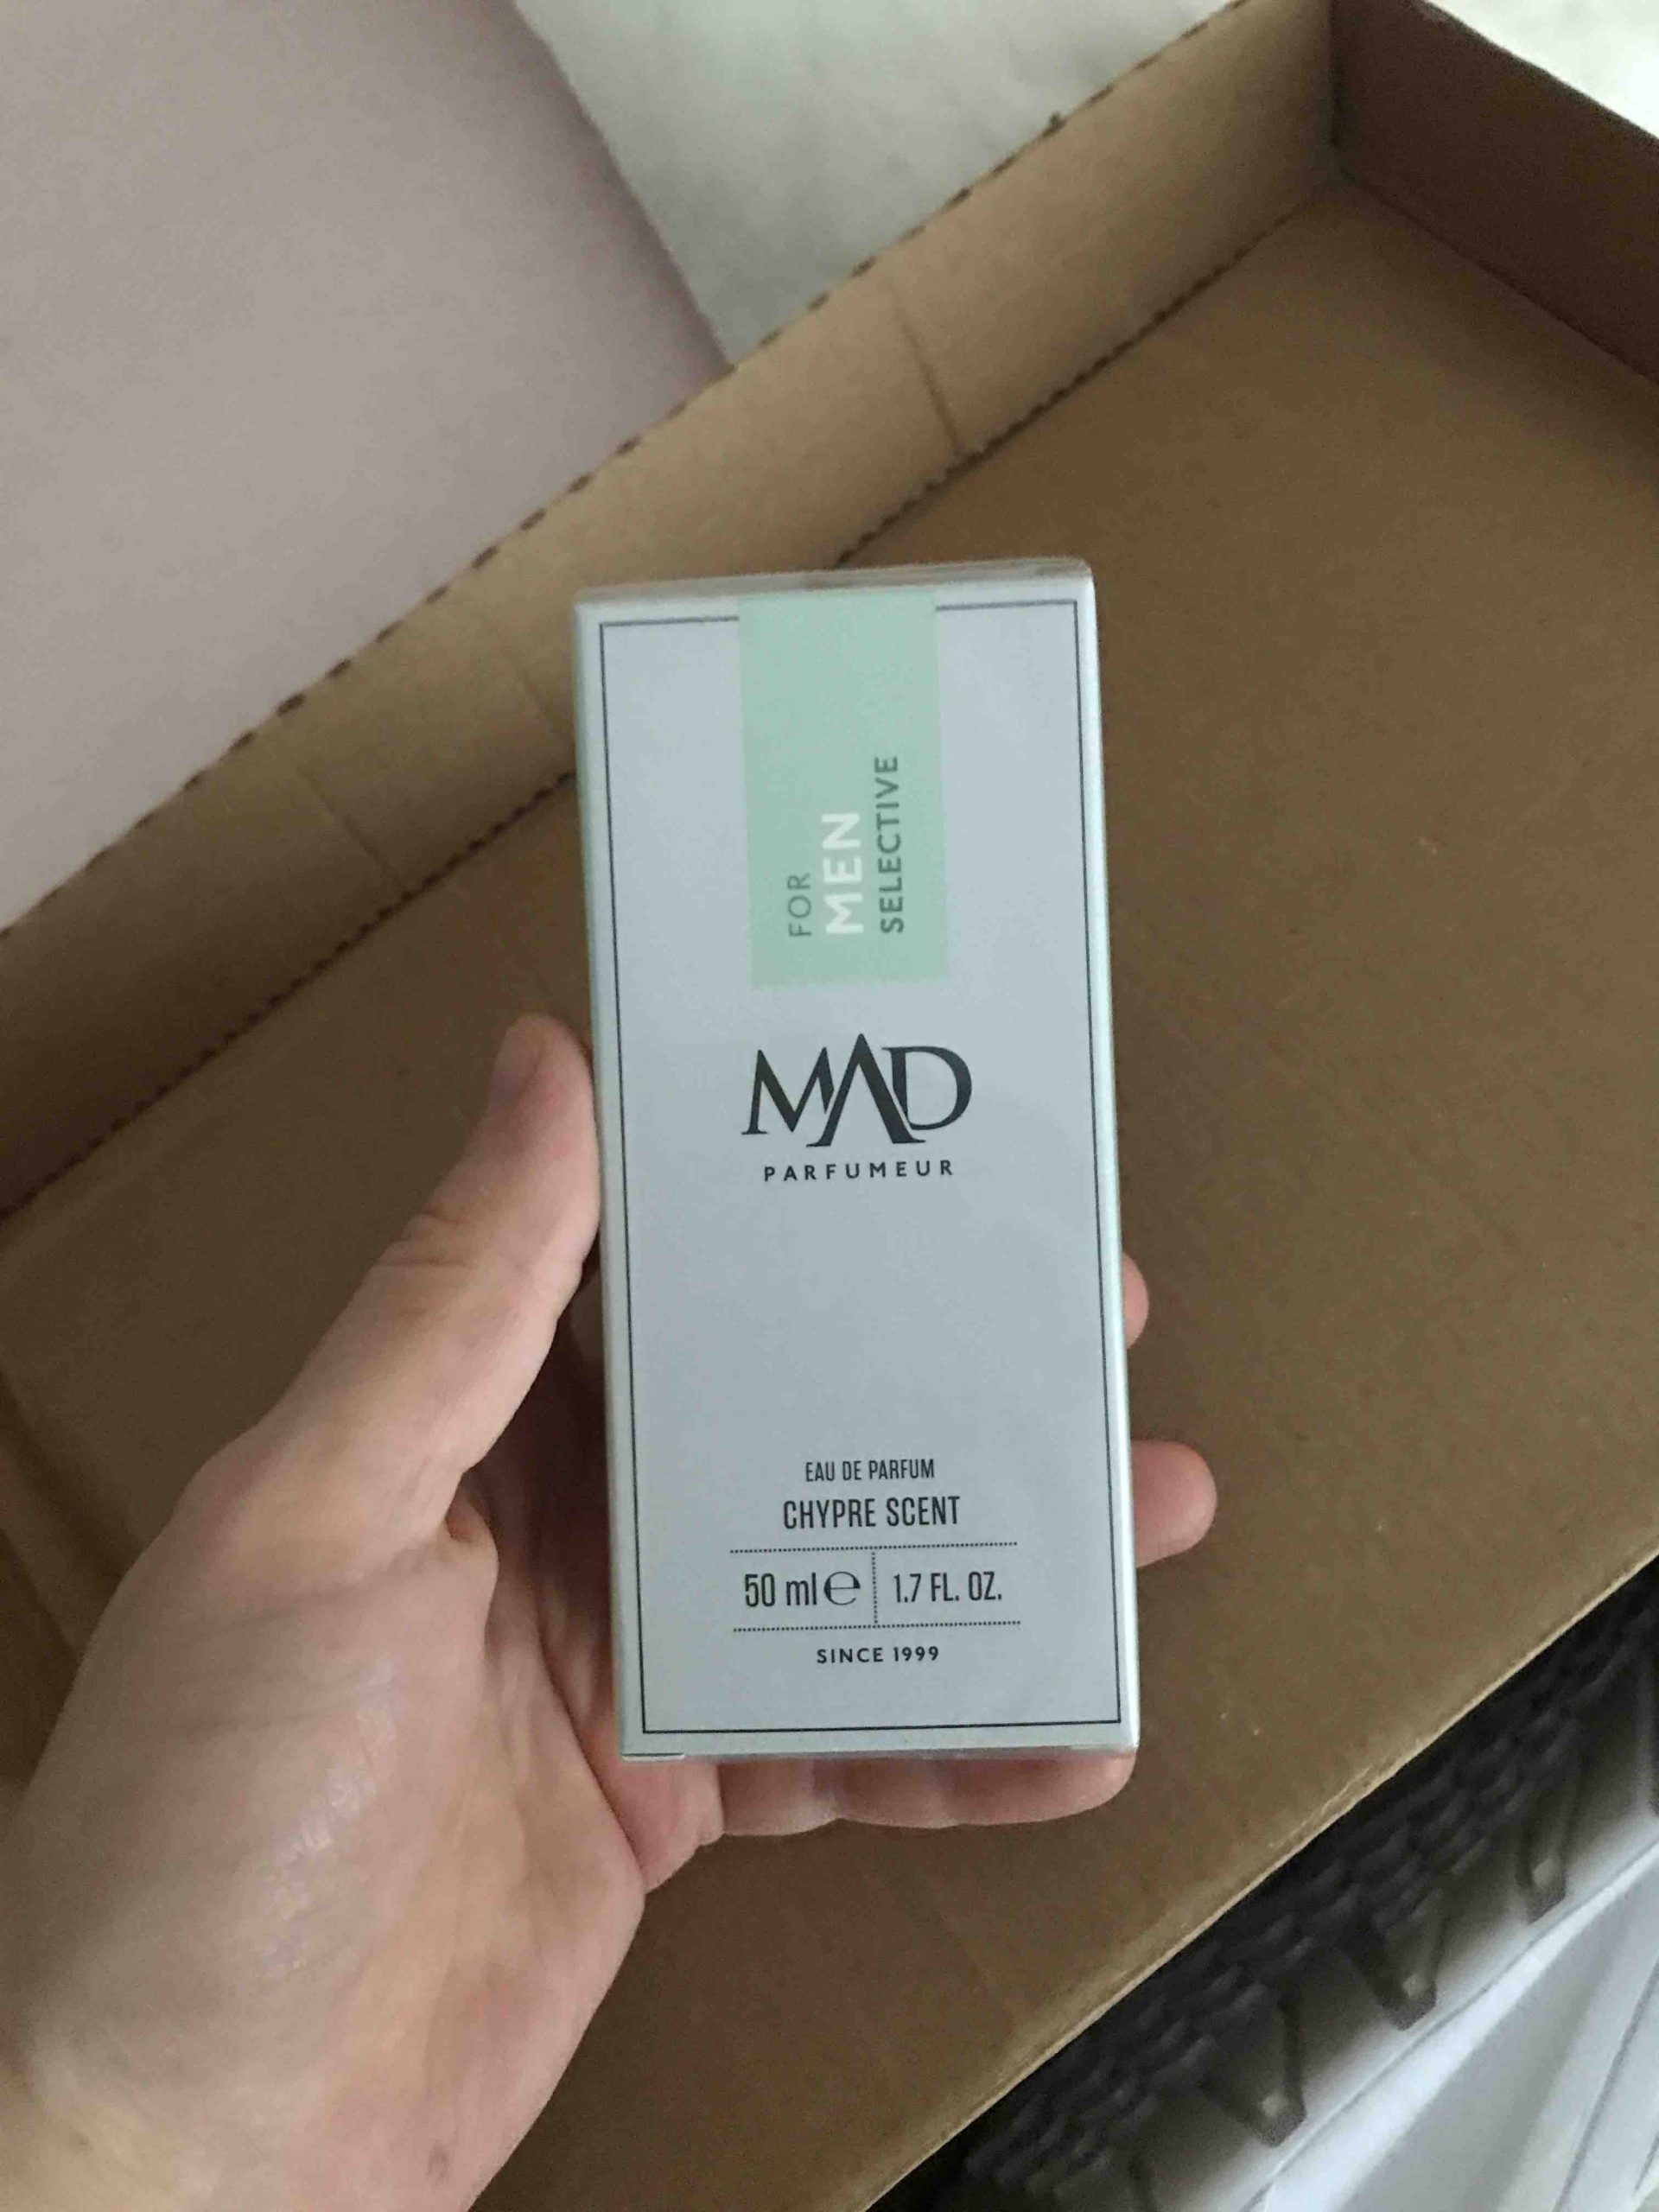 FOR
MEN
SELECTIVE
MAD
PARFUMEUR
EAU DE PARFUM
CHYPRE SCENT
50 ml ℮ 1.7 FL. OZ.
SINCE 1999